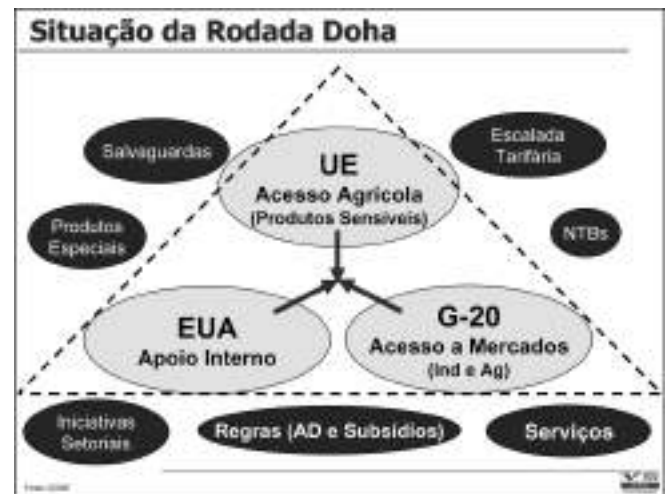 Situação da Rodada Doha
Salvaguardas
Escalada
Tarifária
UE
Acesso Agrícola
(Produtos Sensíveis)
Produtos
Especiais
NTBs
EUA
Apoio Interno
G-20
Acesso a Mercados
(Ind e Ag)
Iniciativas
Setoriais
Regras (AD e Subsídios)
Serviços